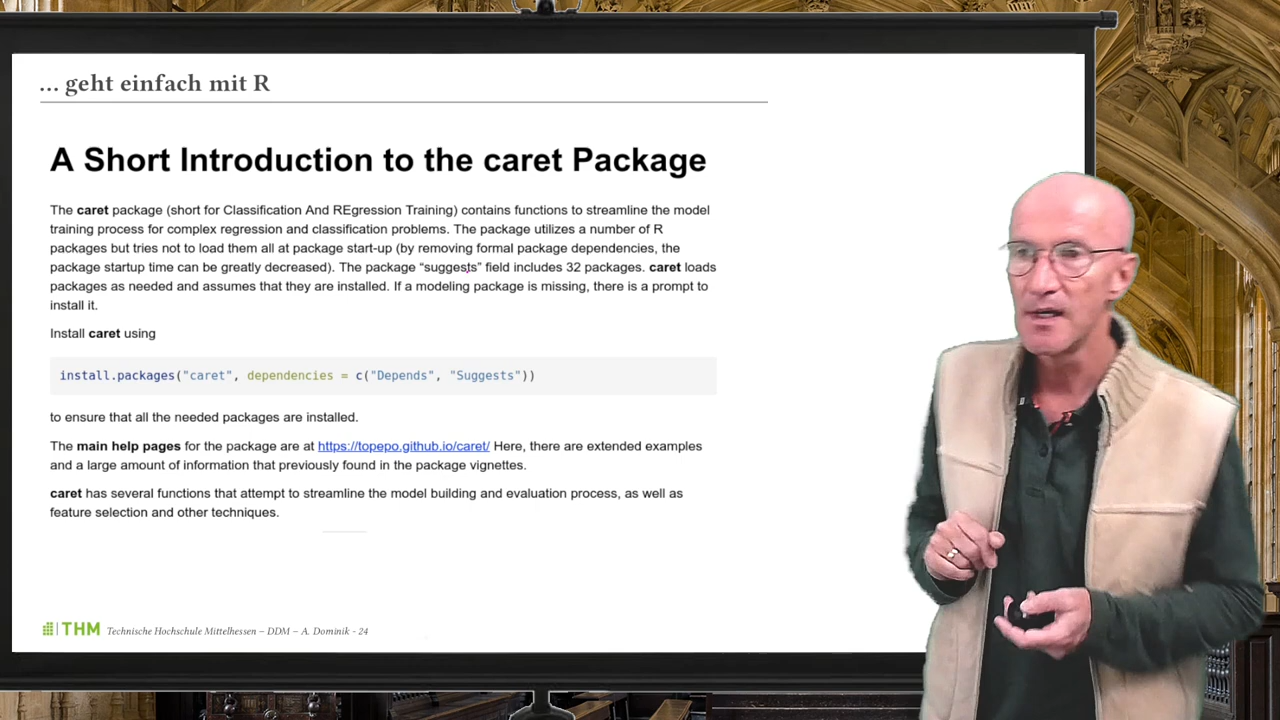 ... geht einfach mit R
A Short Introduction to the caret Package
The caret package (short for Classification And REgression Training) contains functions to streamline the model
training process for complex regression and classification problems. The package utilizes a number of R
packages but tries not to load them all at package start-up (by removing formal package dependencies, the
package startup time can be greatly decreased). The package “suggests” field includes 32 packages. caret loads
packages as needed and assumes that they are installed. If a modeling package is missing, there is a prompt to
install it.
Install caret using
install.packages("caret", dependencies = c("Depends", "Suggests"))
to ensure that all the needed packages are installed.
The main help pages for the package are at https://topepo.github.io/caret/ Here, there are extended examples
and a large amount of information that previously found in the package vignettes.
caret has several functions that attempt to streamline the model building and evaluation process, as well as
feature selection and other techniques.
THM Technische Hochschule Mittelhessen – DDM – A. Dominik - 24